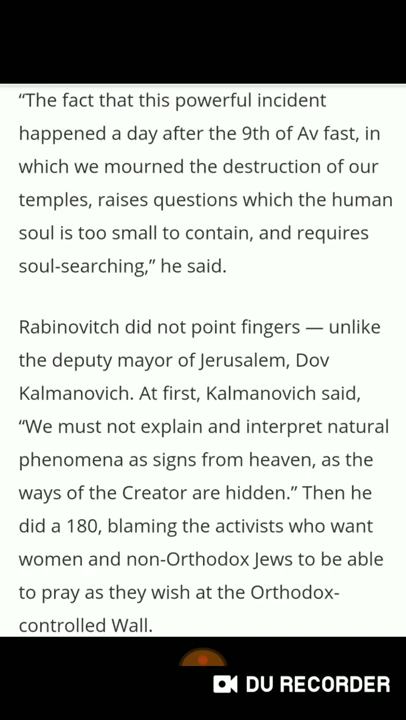 “The fact that this powerful incident
happened a day after the 9th of Av fast, in
which we mourned the destruction of our
temples, raises questions which the human
soul is too small to contain, and requires
soul-searching,” he said.
Rabinovitch did not point fingers — unlike
the deputy mayor of Jerusalem, Dov
Kalmanovich. At first, Kalmanovich said,
“We must not explain and interpret natural
phenomena as signs from heaven, as the
ways of the Creator are hidden.” Then he
did a 180, blaming the activists who want
women and non-Orthodox Jews to be able
to pray as they wish at the Orthodox-
controlled Wall.
DU RECORDER